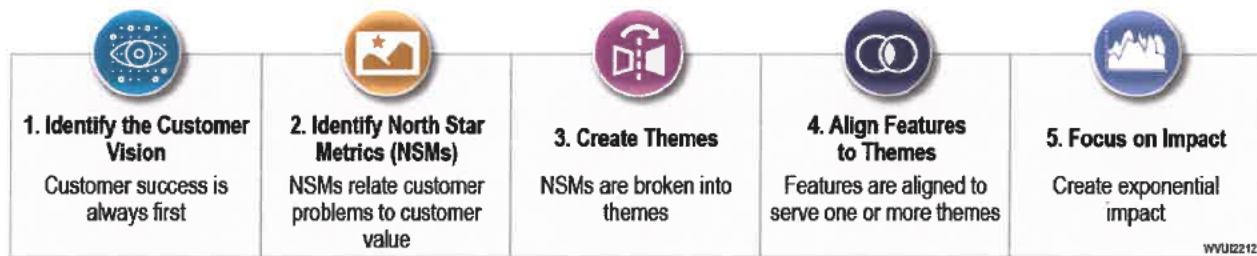 1. Identify the Customer
Vision
Customer success is
always first
2. Identify North Star
Metrics (NSMs)
NSMs relate customer
problems to customer
value
3. Create Themes
NSMs are broken into
themes
4. Align Features
to Themes
Features are aligned to
serve one or more themes
5. Focus on Impact
Create exponential
impact
WVUI2212